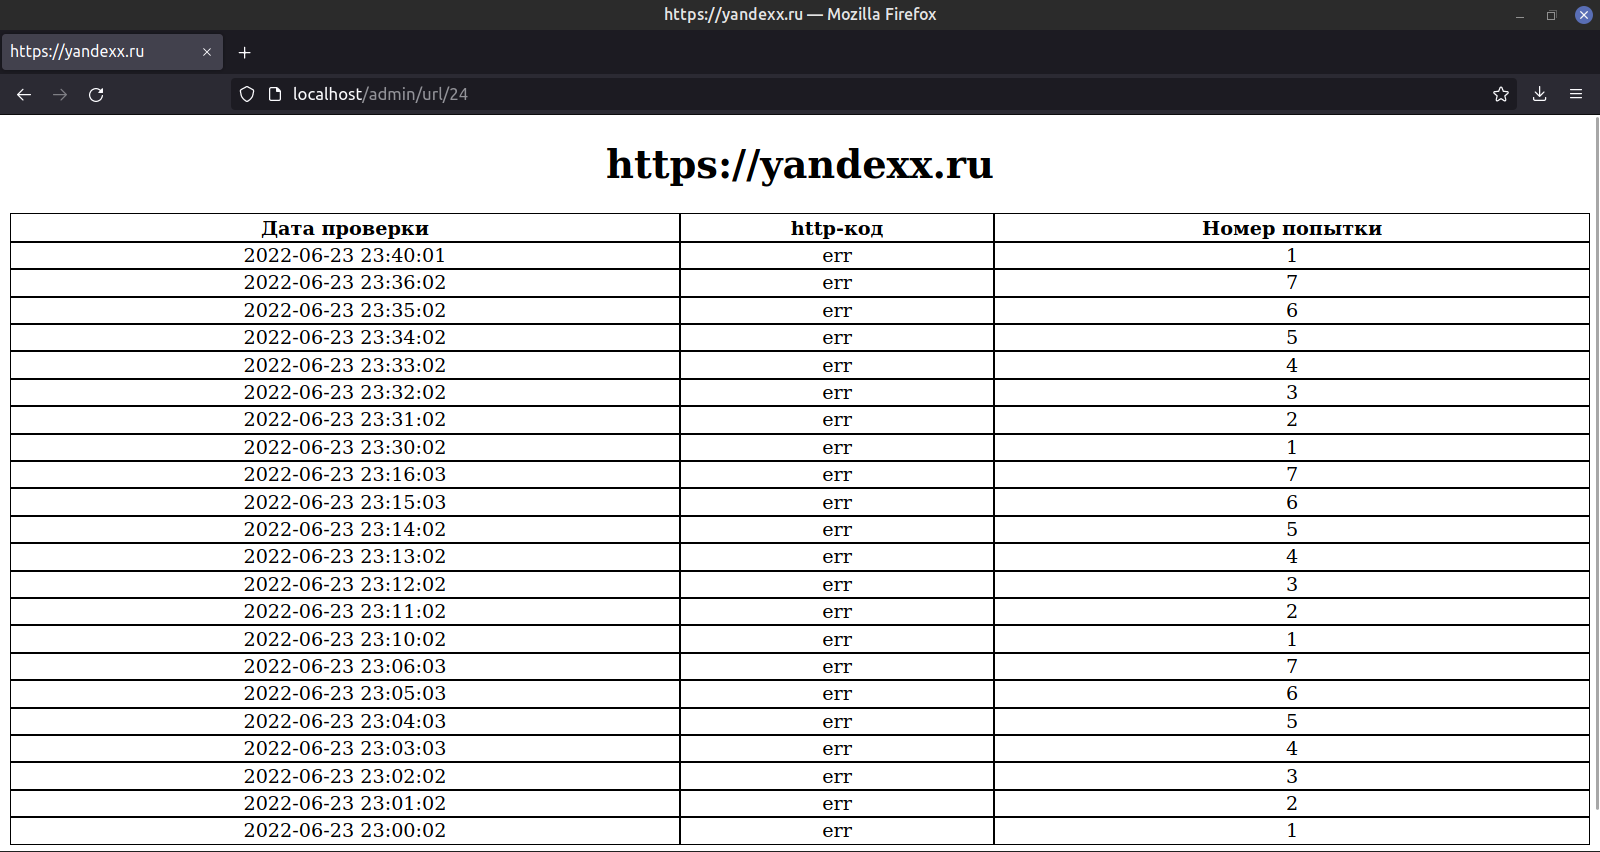 https://yandexx.ru — Mozilla Firefox
https://yandexx.ru
localhost/admin/url/24
https://yandexx.ru
Дата проверки http-код Номер попытки
2022-06-23 23:40:01 err 1
2022-06-23 23:36:02 err 7
2022-06-23 23:35:02 err 6
2022-06-23 23:34:02 err 5
2022-06-23 23:33:02 err 4
2022-06-23 23:32:02 err 3
2022-06-23 23:31:02 err 2
2022-06-23 23:30:02 err 1
2022-06-23 23:16:03 err 7
2022-06-23 23:15:03 err 6
2022-06-23 23:14:02 err 5
2022-06-23 23:13:02 err 4
2022-06-23 23:12:02 err 3
2022-06-23 23:11:02 err 2
2022-06-23 23:10:02 err 1
2022-06-23 23:06:03 err 7
2022-06-23 23:05:03 err 6
2022-06-23 23:04:03 err 5
2022-06-23 23:03:03 err 4
2022-06-23 23:02:02 err 3
2022-06-23 23:01:02 err 2
2022-06-23 23:00:02 err 1